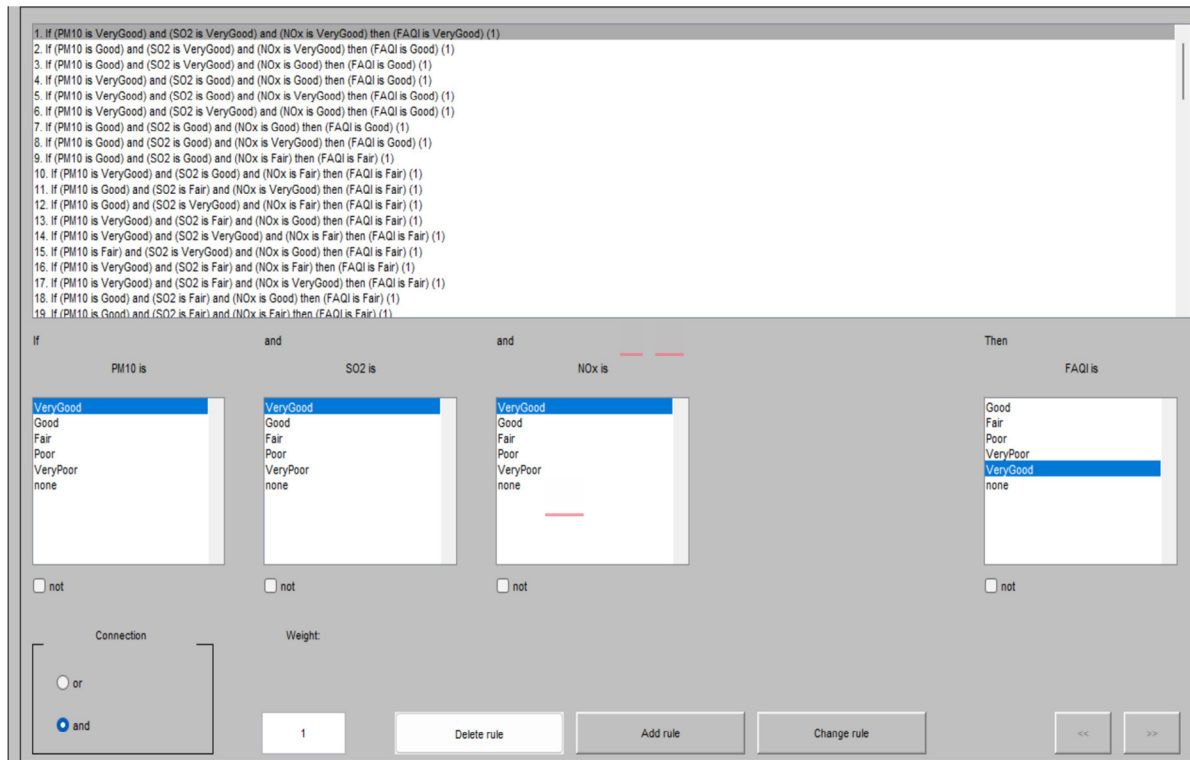 1. If (PM10 is VeryGood) and (SO2 is VeryGood) and (NOx is VeryGood) then (FAQI is VeryGood) (1)
2. If (PM10 is Good) and (SO2 is VeryGood) and (NOx is VeryGood) then (FAQI is Good) (1)
3. If (PM10 is Good) and (SO2 is VeryGood) and (NOx is Good) then (FAQI is Good) (1)
4. If (PM10 is VeryGood) and (SO2 is Good) and (NOx is Good) then (FAQI is Good) (1)
5. If (PM10 is VeryGood) and (SO2 is Good) and (NOx is VeryGood) then (FAQI is Good) (1)
6. If (PM10 is VeryGood) and (SO2 is VeryGood) and (NOx is Good) then (FAQI is Good) (1)
7. If (PM10 is Good) and (SO2 is Good) and (NOx is Good) then (FAQI is Good) (1)
8. If (PM10 is Good) and (SO2 is Good) and (NOx is VeryGood) then (FAQI is Good) (1)
9. If (PM10 is Good) and (SO2 is Good) and (NOx is Fair) then (FAQI is Fair) (1)
10. If (PM10 is VeryGood) and (SO2 is Good) and (NOx is Fair) then (FAQI is Fair) (1)
11. If (PM10 is Good) and (SO2 is Fair) and (NOx is VeryGood) then (FAQI is Fair) (1)
12. If (PM10 is Good) and (SO2 is VeryGood) and (NOx is Fair) then (FAQI is Fair) (1)
13. If (PM10 is VeryGood) and (SO2 is Fair) and (NOx is Good) then (FAQI is Fair) (1)
14. If (PM10 is VeryGood) and (SO2 is VeryGood) and (NOx is Fair) then (FAQI is Fair) (1)
15. If (PM10 is Fair) and (SO2 is VeryGood) and (NOx is Good) then (FAQI is Fair) (1)
16. If (PM10 is VeryGood) and (SO2 is Fair) and (NOx is Fair) then (FAQI is Fair) (1)
17. If (PM10 is VeryGood) and (SO2 is Fair) and (NOx is VeryGood) then (FAQI is Fair) (1)
18. If (PM10 is Good) and (SO2 is Fair) and (NOx is Good) then (FAQI is Fair) (1)
19. If (PM10 is Good) and (SO2 is Fair) and (NOx is Fair) then (FAQI is Fair) (1)
If and and Then
PM10 is SO2 is NOx is FAQI is
VeryGood VeryGood VeryGood Good
Good Good Good Fair
Fair Fair Fair Poor
Poor Poor Poor VeryPoor
VeryPoor VeryPoor VeryPoor VeryGood
none none none none
not not not not
Connection Weight:
or
and 1 Delete rule Add rule Change rule << >>